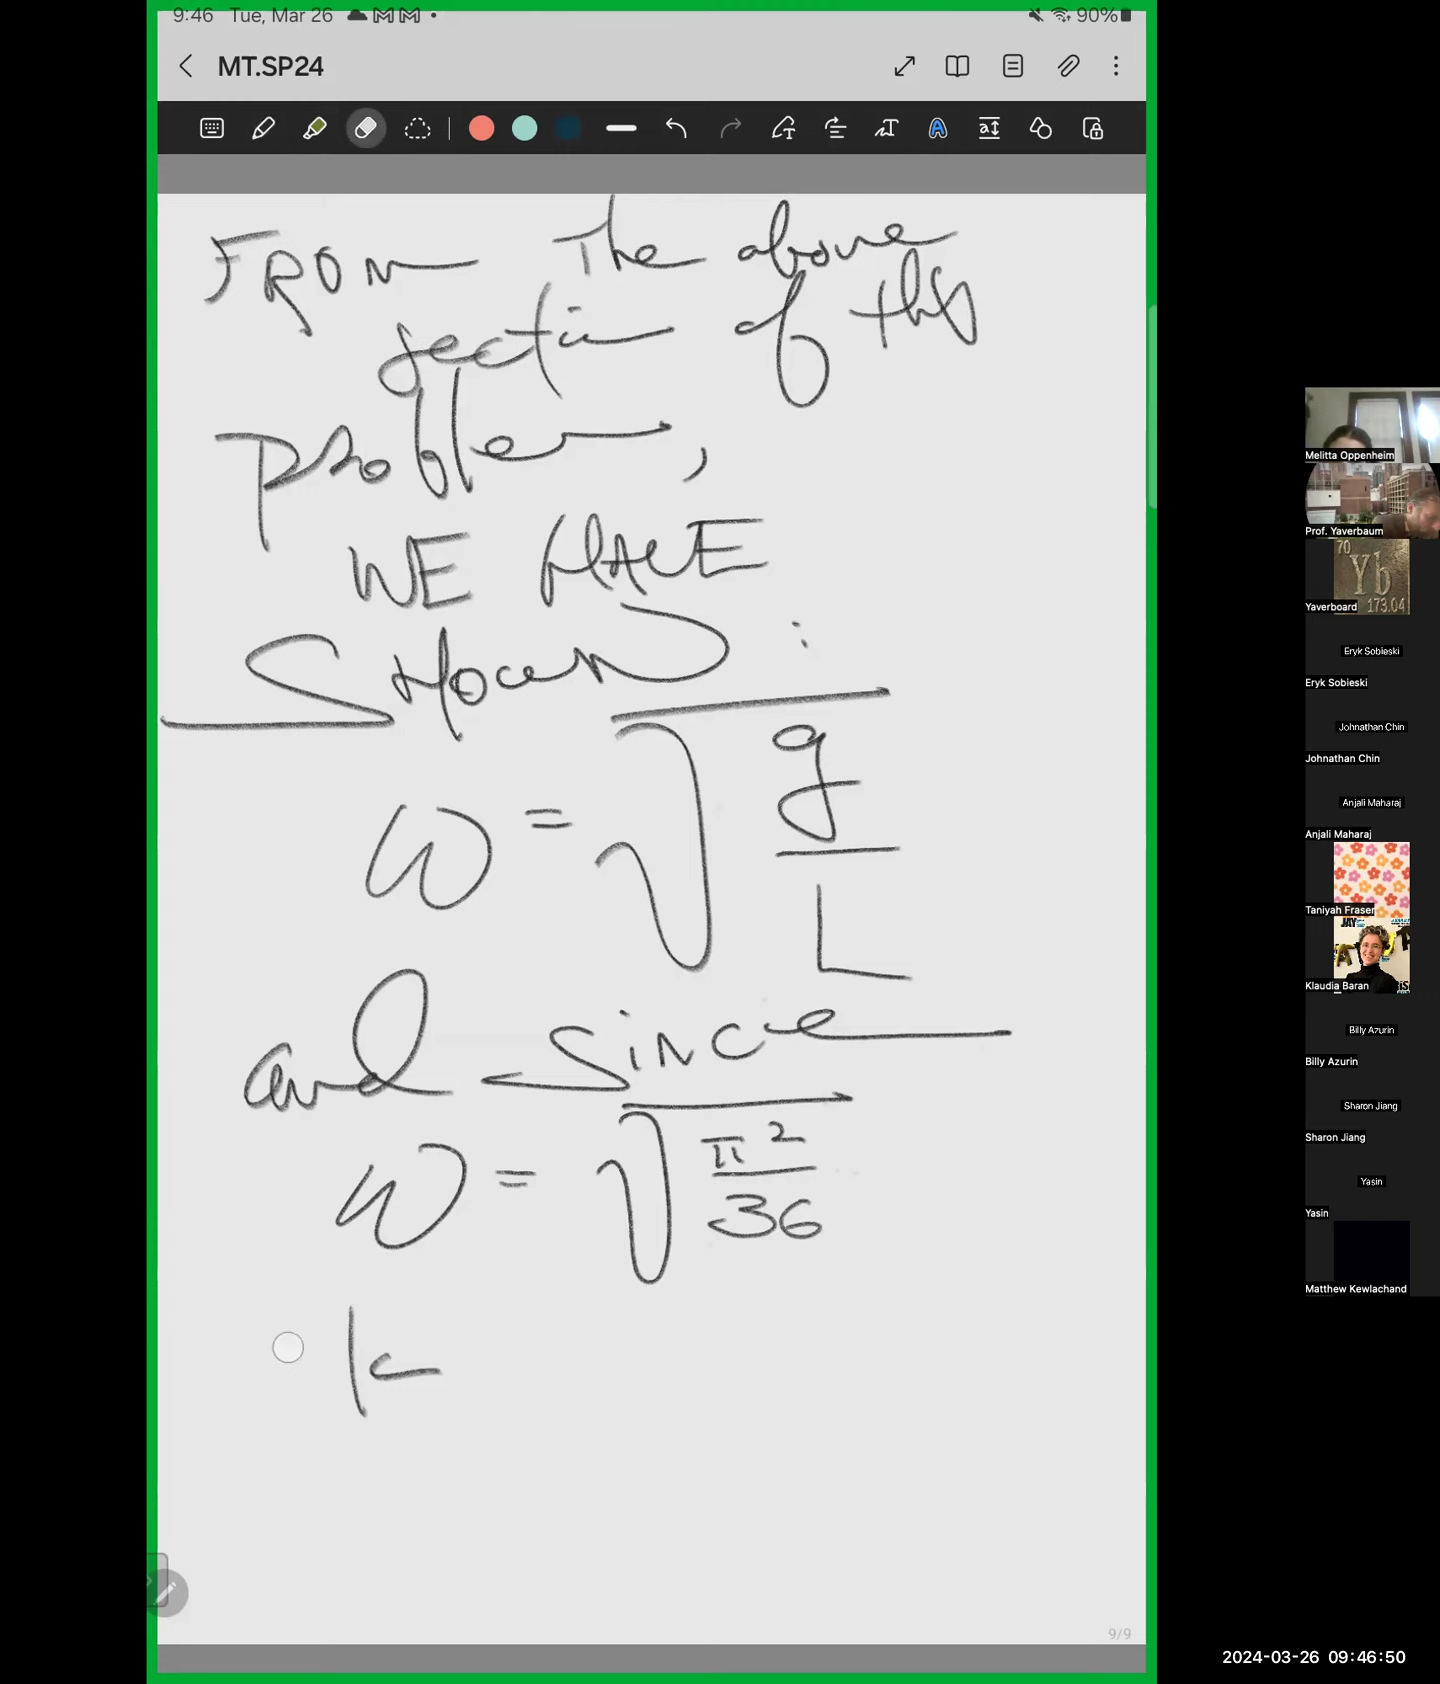 9:46 Tue, Mar 26 90%
MT.SP24
FROM The above
section of this
problem,
WE HAVE
SHOWN :
ω = √ g
L
and since
ω = √ π²
36
70
Yb
173.04
Melitta Oppenheim
Prof. Yaverbaum
Yaverboard
Eryk Sobieski
Eryk Sobieski
Johnathan Chin
Johnathan Chin
Anjali Maharaj
Anjali Maharaj
Taniyah Fraser
JAY
Klaudia Baran
Billy Azurin
Billy Azurin
Sharon Jiang
Sharon Jiang
Yasin
Yasin
Matthew Kewlachand
9/9
2024-03-26 09:46:50